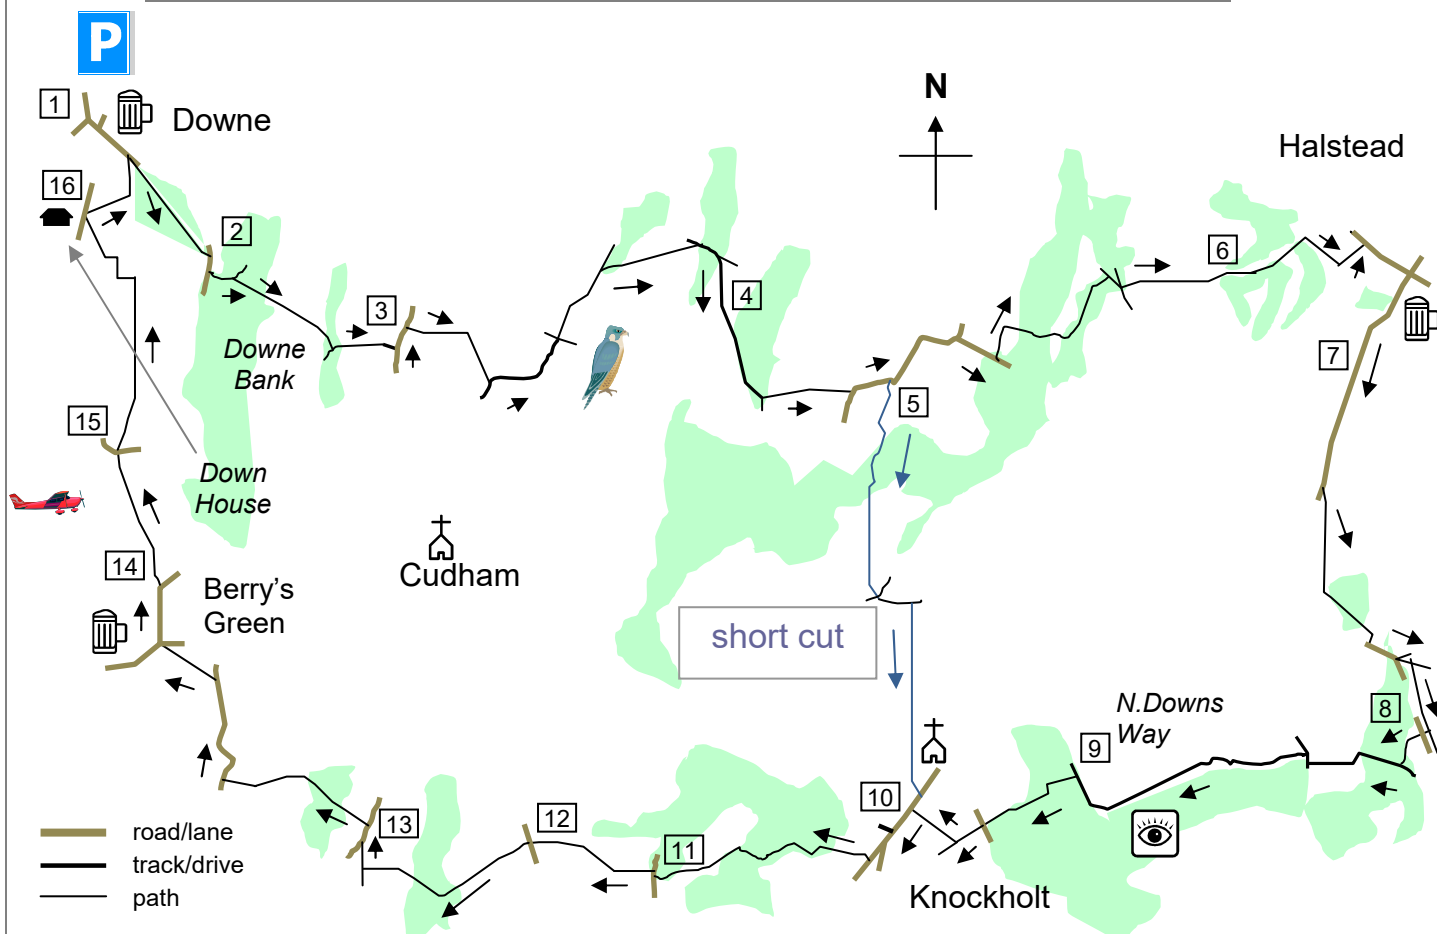 P
1
Downe
N
Halstead
16
2
6
4
3
7
Downe
Bank
5
15
Down
House
14
Cudham
Berry's
Green
short cut
N.Downs
Way
8
9
10
12
13
11
road/lane
track/drive
path
Knockholt